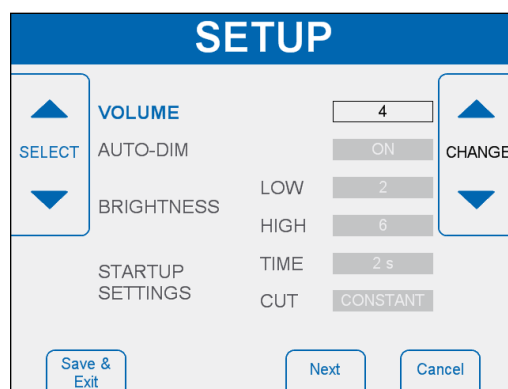 SETUP
VOLUME 4
SELECT AUTO-DIM ON CHANGE
LOW 2
BRIGHTNESS
HIGH 6
TIME 2 s
STARTUP
SETTINGS
CUT CONSTANT
Save &
Exit
Next
Cancel